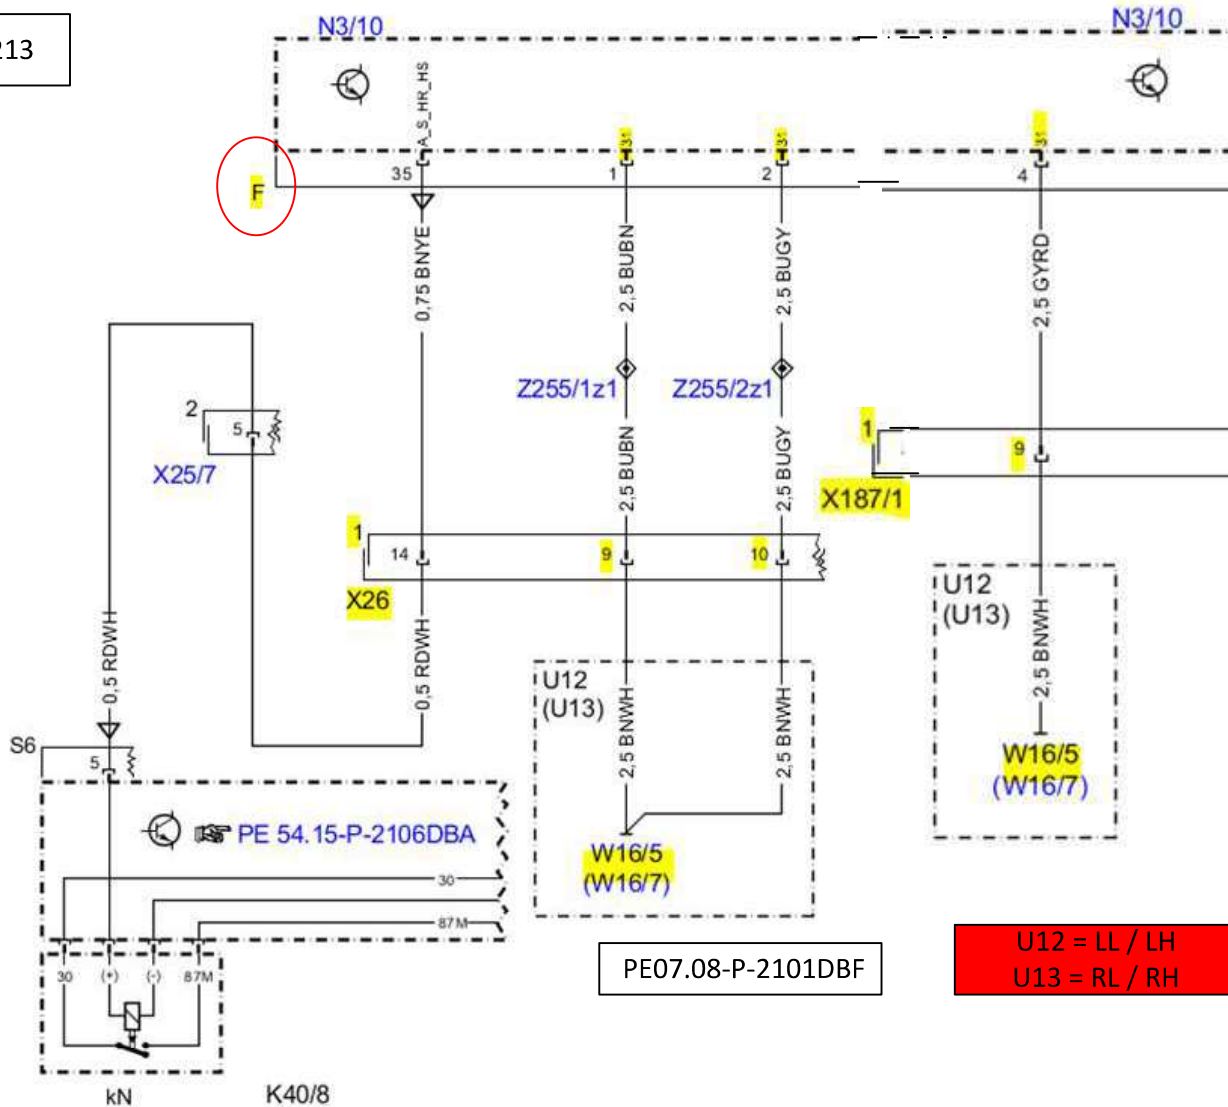 213
N3/10
N3/10
A_S_HR_HS
31
31
31
F
35
1
2
4
0,75 BNYE
2,5 BUBN
2,5 BUGY
2,5 GYRD
Z255/1z1
Z255/2z1
2
5
X25/7
2,5 BUBN
2,5 BUGY
1
9
X187/1
1
14
9
10
X26
U12
(U13)
0,5 RDWH
0,5 RDWH
U12
(U13)
2,5 BNWH
2,5 BNWH
2,5 BNWH
S6
5
W16/5
(W16/7)
PE 54.15-P-2106DBA
W16/5
(W16/7)
30
87M
PE07.08-P-2101DBF
U12 = LL / LH
U13 = RL / RH
30
(+)
(-)
87M
kN
K40/8